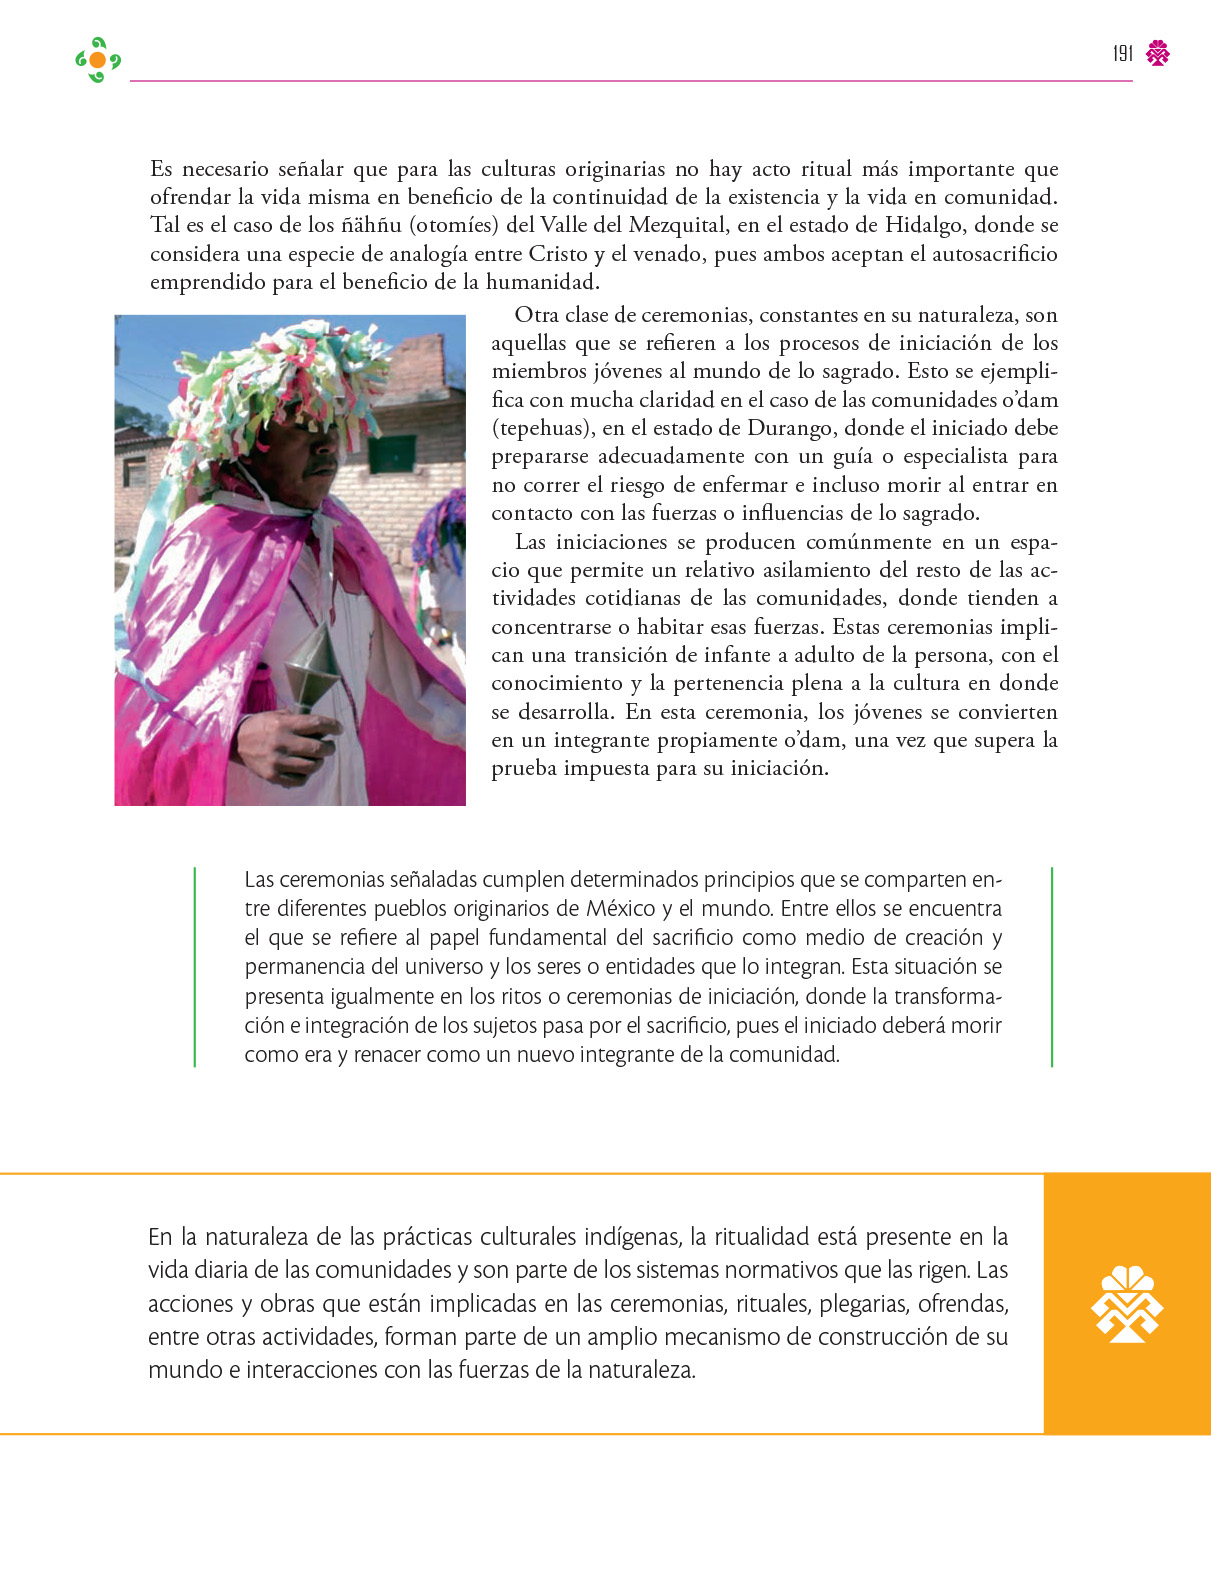 191
Es necesario señalar que para las culturas originarias no hay acto ritual más importante que
ofrendar la vida misma en beneficio de la continuidad de la existencia y la vida en comunidad.
Tal es el caso de los ñähñu (otomíes) del Valle del Mezquital, en el estado de Hidalgo, donde se
considera una especie de analogía entre Cristo y el venado, pues ambos aceptan el autosacrificio
emprendido para el beneficio de la humanidad.
Otra clase de ceremonias, constantes en su naturaleza, son
aquellas que se refieren a los procesos de iniciación de los
miembros jóvenes al mundo de lo sagrado. Esto se ejempli-
fica con mucha claridad en el caso de las comunidades o’dam
(tepehuas), en el estado de Durango, donde el iniciado debe
prepararse adecuadamente con un guía o especialista para
no correr el riesgo de enfermar e incluso morir al entrar en
contacto con las fuerzas o influencias de lo sagrado.
Las iniciaciones se producen comúnmente en un espa-
cio que permite un relativo asilamiento del resto de las ac-
tividades cotidianas de las comunidades, donde tienden a
concentrarse o habitar esas fuerzas. Estas ceremonias impli-
can una transición de infante a adulto de la persona, con el
conocimiento y la pertenencia plena a la cultura en donde
se desarrolla. En esta ceremonia, los jóvenes se convierten
en un integrante propiamente o’dam, una vez que supera la
prueba impuesta para su iniciación.
Las ceremonias señaladas cumplen determinados principios que se comparten en-
tre diferentes pueblos originarios de México y el mundo. Entre ellos se encuentra
el que se refiere al papel fundamental del sacrificio como medio de creación y
permanencia del universo y los seres o entidades que lo integran. Esta situación se
presenta igualmente en los ritos o ceremonias de iniciación, donde la transforma-
ción e integración de los sujetos pasa por el sacrificio, pues el iniciado deberá morir
como era y renacer como un nuevo integrante de la comunidad.
En la naturaleza de las prácticas culturales indígenas, la ritualidad está presente en la
vida diaria de las comunidades y son parte de los sistemas normativos que las rigen. Las
acciones y obras que están implicadas en las ceremonias, rituales, plegarias, ofrendas,
entre otras actividades, forman parte de un amplio mecanismo de construcción de su
mundo e interacciones con las fuerzas de la naturaleza.